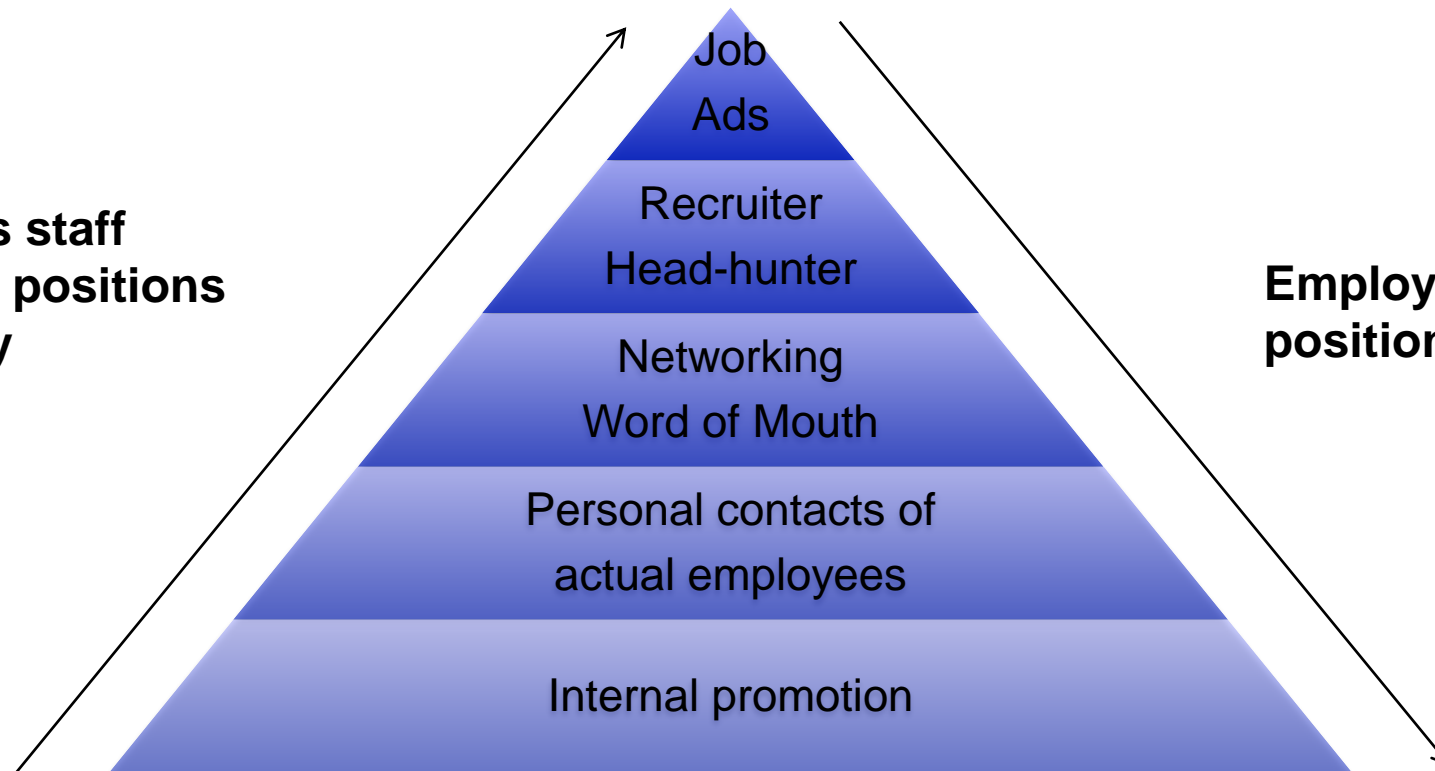 Job
Ads
Recruiter
Head-hunter
staff
positions
Networking
Word of Mouth
Personal contacts of
actual employees
Internal promotion